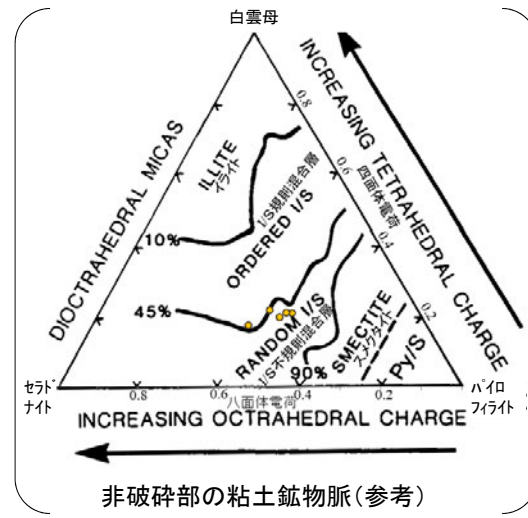 白雲母
INCREASING TETRAHEDRAL CHARGE
四面体電荷
DIOCTRAHEDRAL MICAS
0.8
0.6
0.4
0.2
ILLITE
イライト
I/S規則混合層
ORDERED I/S
10%
45%
RANDOM I/S
I/S不規則混合層
90%
SMECTITE
スメクタイト
Py/S
セラド
ナイト
0.8
0.6
八面体電荷
0.4
0.2
パイロ
フィライト
INCREASING OCTRAHEDRAL CHARGE
非破砕部の粘土鉱物脈(参考)